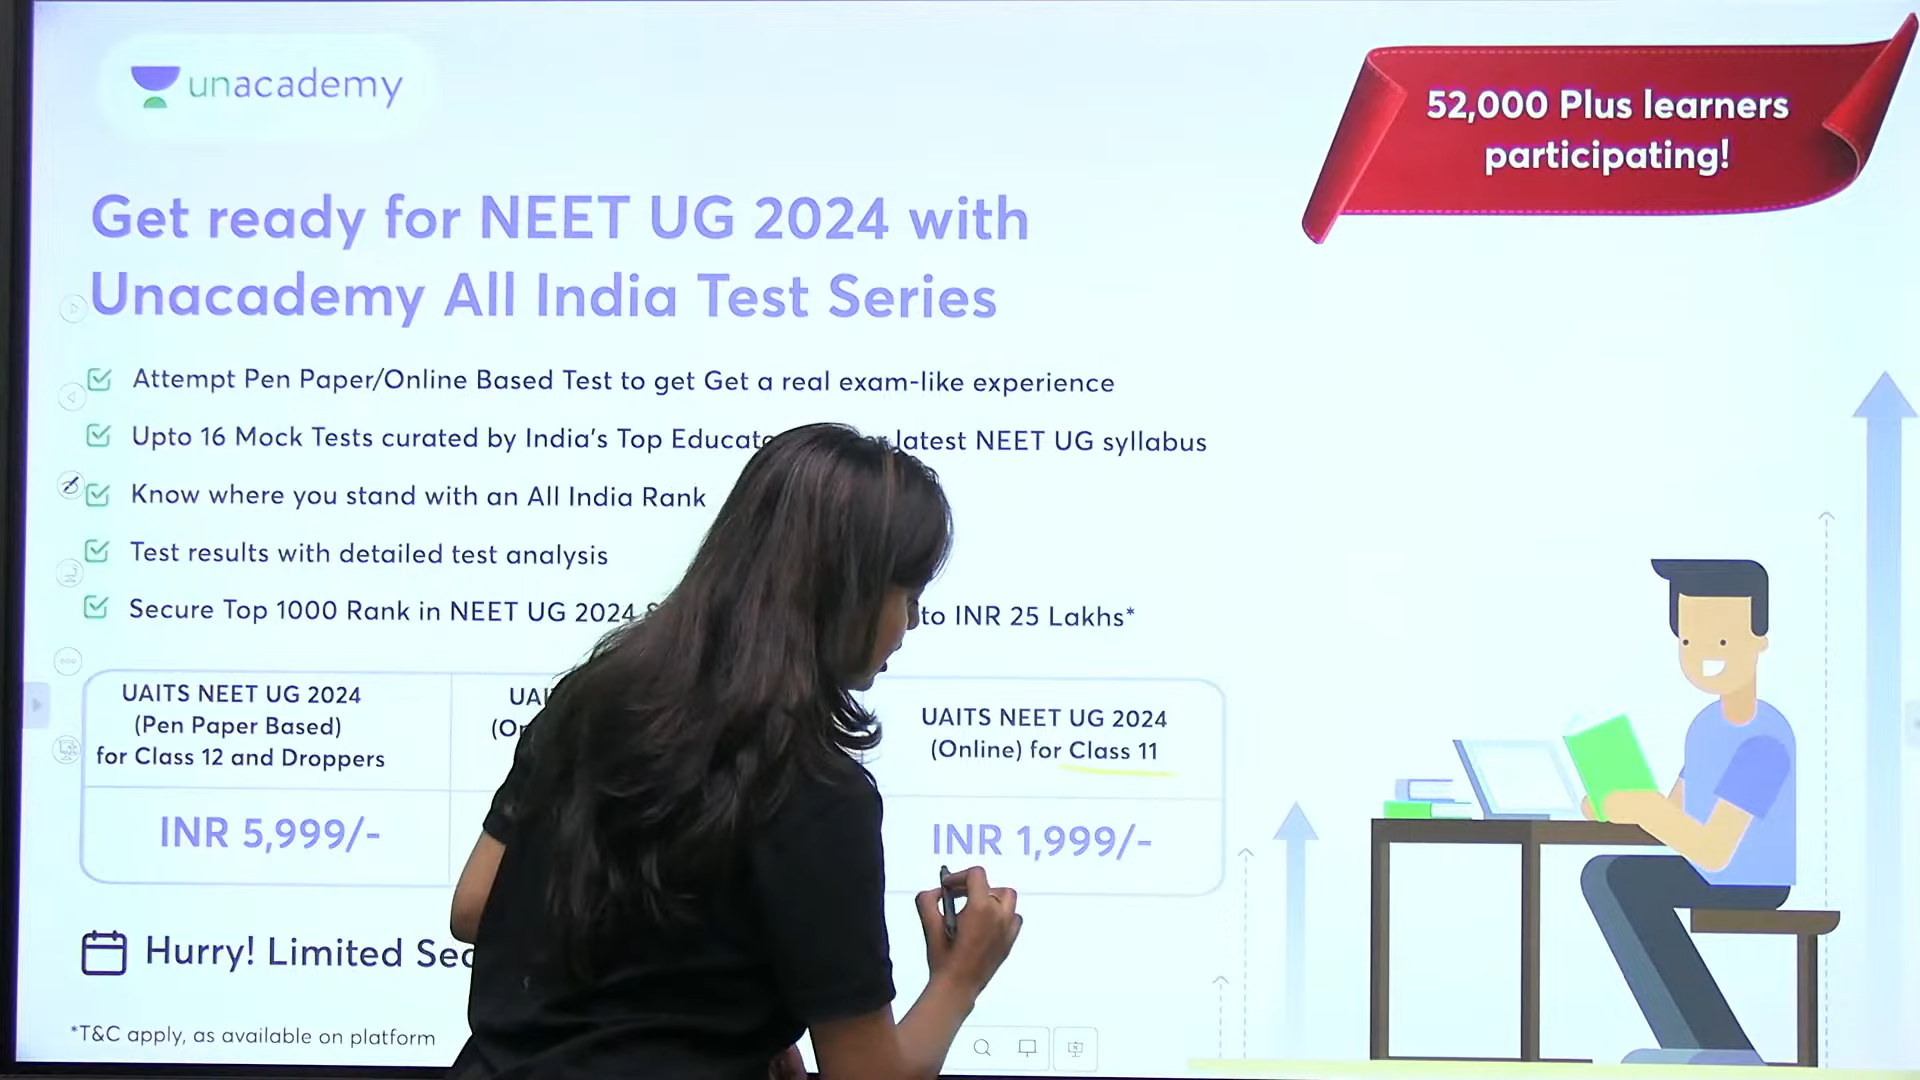 unacademy
52,000 Plus learners
participating!
Get ready for NEET UG 2024 with
Unacademy All India Test Series
Attempt Pen Paper/Online Based Test to get Get a real exam-like experience
Upto 16 Mock Tests curated by India's Top latest NEET UG syllabus
Know where you stand with an All India Rank
Test results with detailed test analysis
Secure Top 1000 Rank in NEET UG 2024 to INR 25 Lakhs*
UAITS NEET UG 2024
(Pen Paper Based)
for Class 12 and Droppers
INR 5,999/-
UAITS NEET UG 2024
(Online) for Class 11
INR 1,999/-
Hurry! Limited
*T&C apply, as available on platform